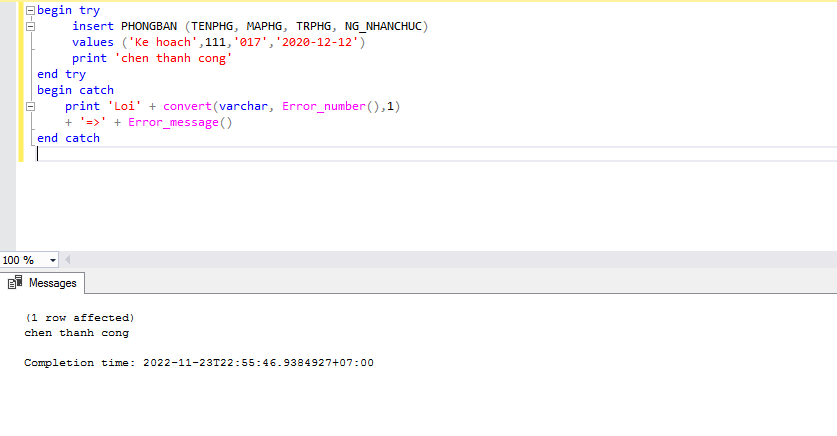 begin try
insert PHONGBAN (TENPHG, MAPHG, TRPHG, NG_NHANCHUC)
values ('Ke hoach',111,'017','2020-12-12')
print 'chen thanh cong'
end try
begin catch
print 'Loi' + convert(varchar, Error_number(),1)
+ '=>' + Error_message()
end catch
100 %
Messages
(1 row affected)
chen thanh cong
Completion time: 2022-11-23T22:55:46.9384927+07:00